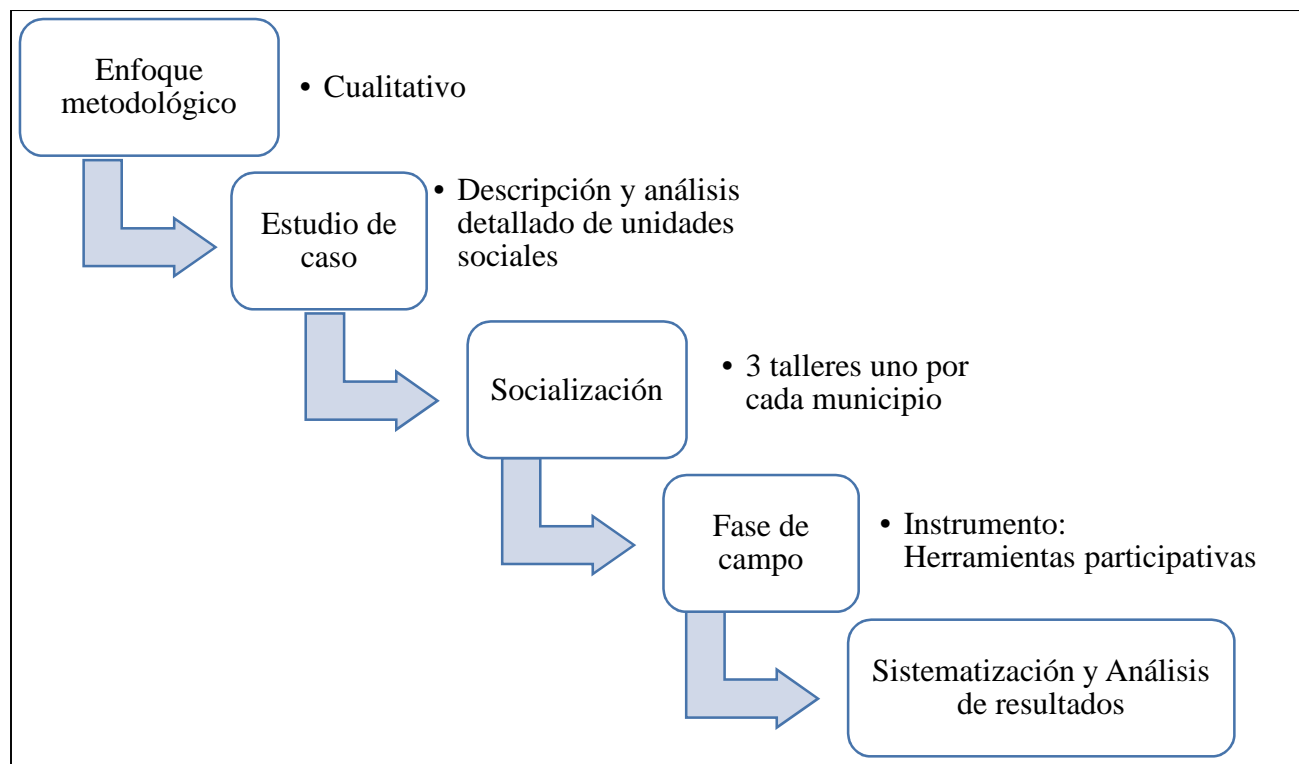 Enfoque
metodológico
• Cualitativo
Estudio de
caso
• Descripción y análisis
detallado de unidades
sociales
Socialización
• 3 talleres uno por
cada municipio
Fase de
campo
• Instrumento:
Herramientas participativas
Sistematización y Análisis
de resultados